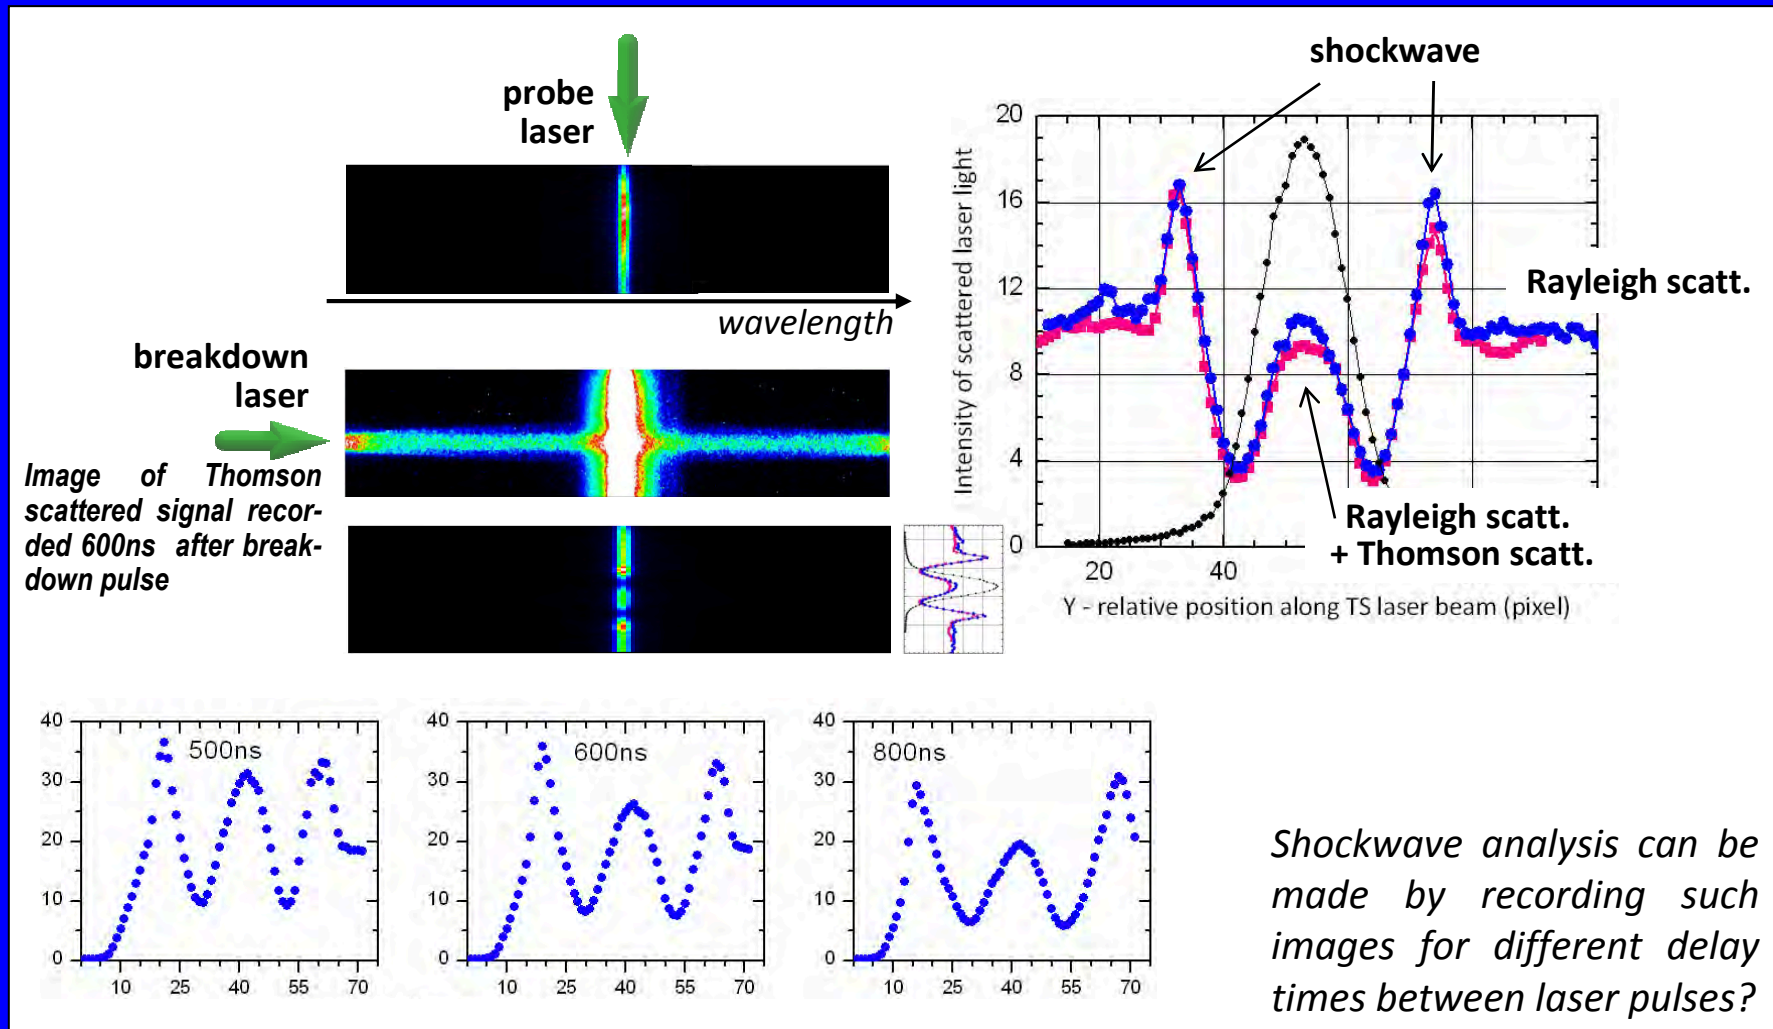 probe
laser
wavelength
breakdown
laser
Image of Thomson
scattered signal recor-
ded 600ns after break-
down pulse
shockwave
20
16
12
8
4
0
20
40
Intensity of scattered laser light
Rayleigh scatt.
Rayleigh scatt.
+ Thomson scatt.
Y - relative position along TS laser beam (pixel)
40
30
20
10
0
500ns
10
25
40
55
70
40
30
20
10
0
600ns
10
25
40
55
70
40
30
20
10
0
800ns
10
25
40
55
70
Shockwave analysis can be
made by recording such
images for different delay
times between laser pulses?